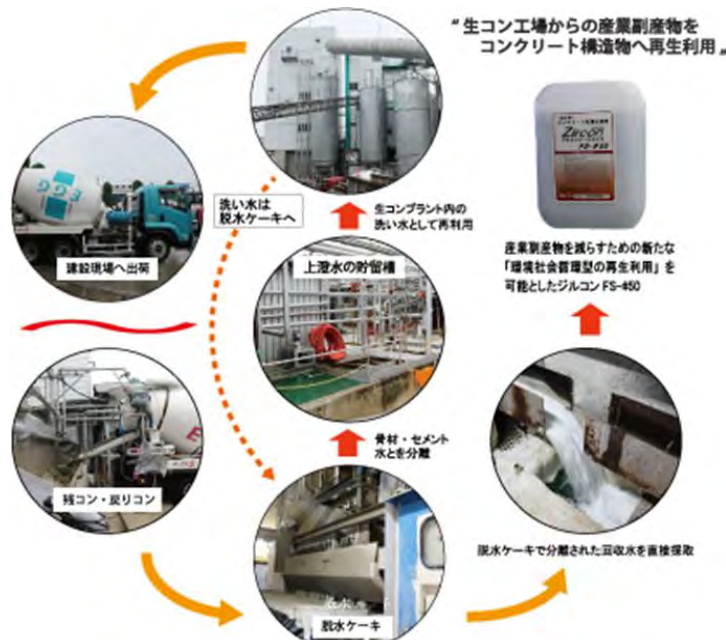 “生コン工場からの産業副産物を
コンクリート構造物へ再生利用„
洗い水は
脱水ケーキへ
生コンプラント内の
洗い水として再利用
建設現場へ出荷
上澄水の貯留槽
Zircon
FS-#50
産業副産物を減らすための新たな
「環境社会循環型の再生利用」を
可能としたジルコンFS-#50
残コン・戻りコン
骨材・セメント
水とを分離
脱水ケーキ
脱水ケーキで分離された回収水を直接採取